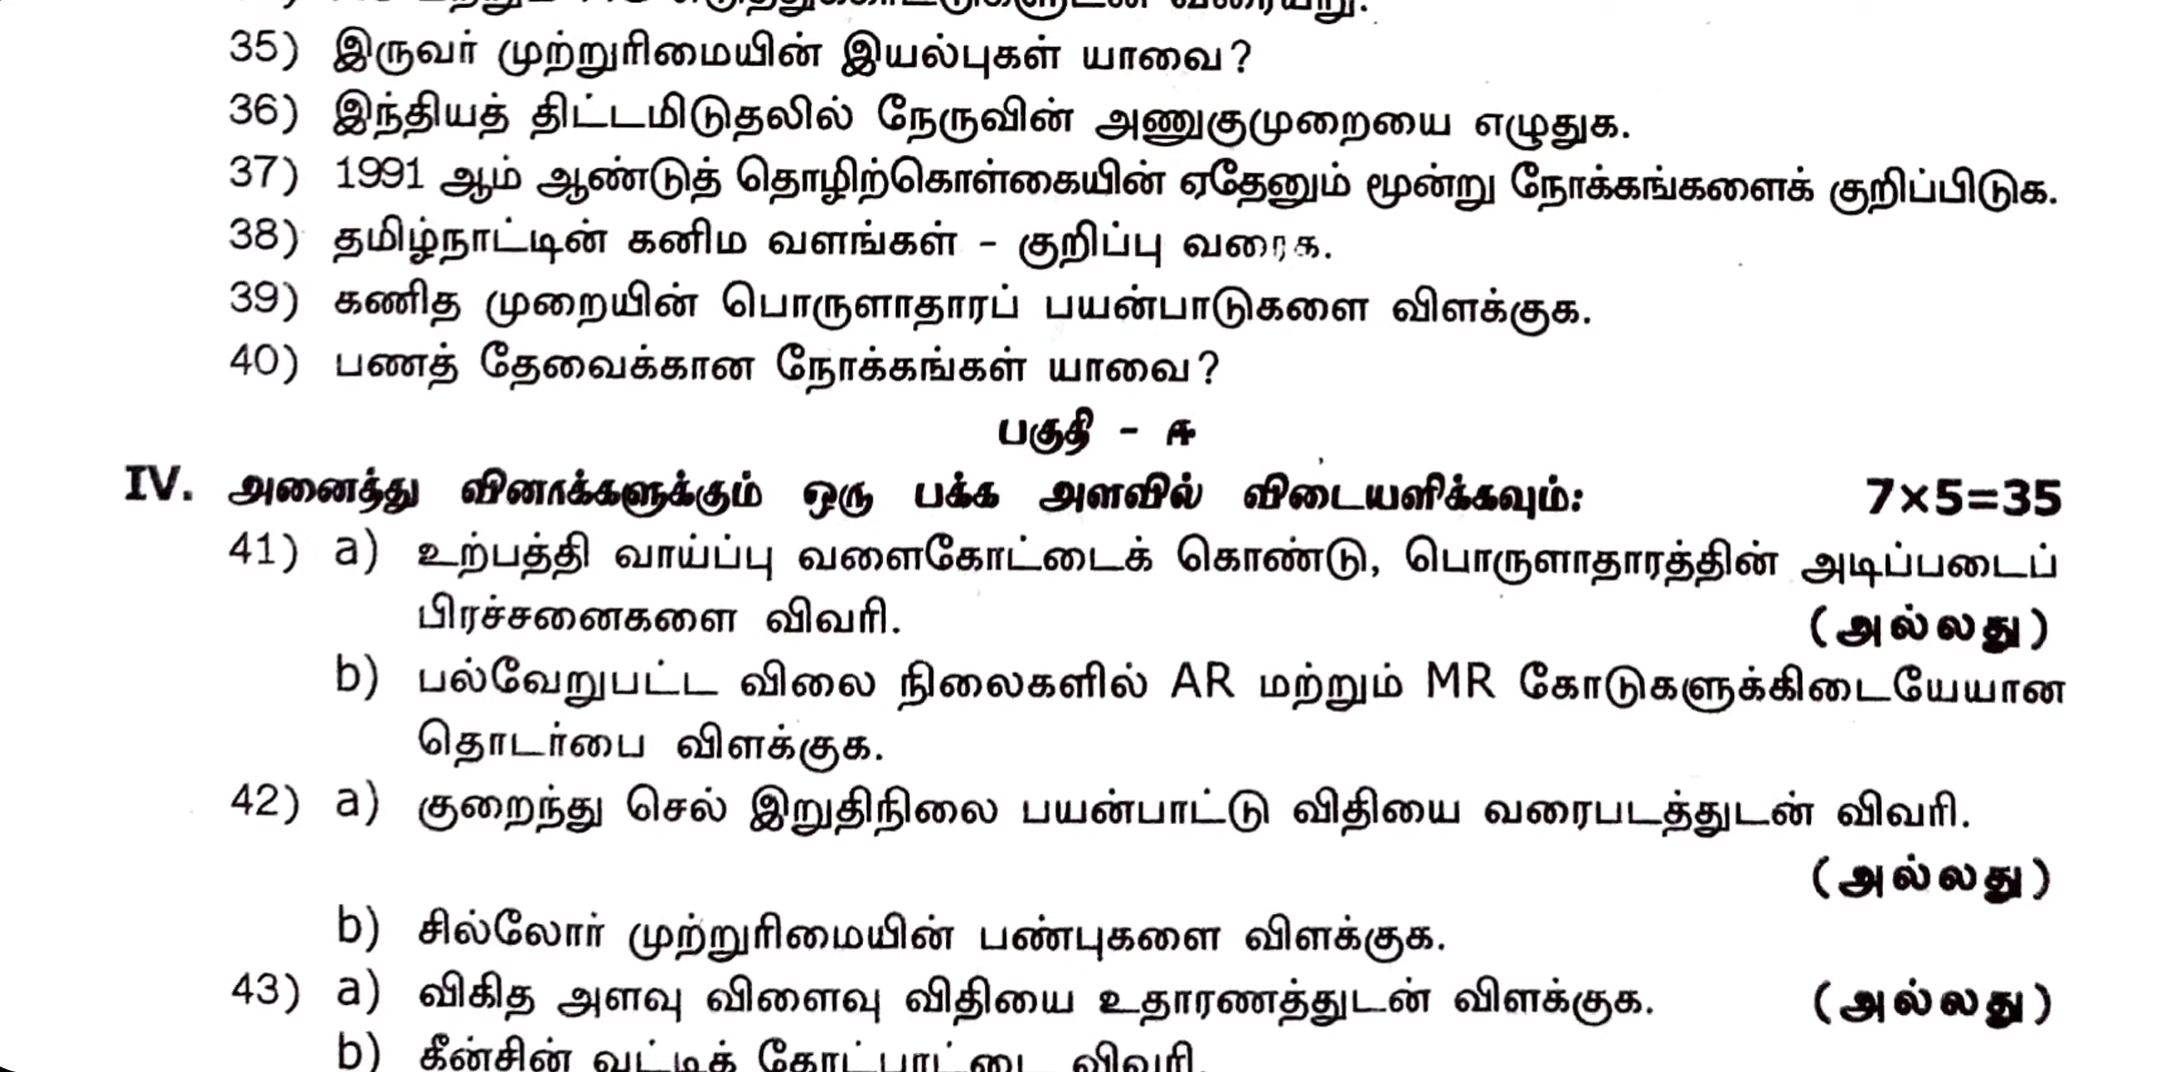 35) இருவர் முற்றுரிமையின் இயல்புகள் யாவை?
36) இந்தியத் திட்டமிடுதலில் நேருவின் அணுகுமுறையை எழுதுக.
37) 1991 ஆம் ஆண்டுத் தொழிற்கொள்கையின் ஏதேனும் மூன்று நோக்கங்களைக் குறிப்பிடுக.
38) தமிழ்நாட்டின் கனிம வளங்கள் - குறிப்பு வரைக.
39) கணித முறையின் பொருளாதாரப் பயன்பாடுகளை விளக்குக.
40) பணத் தேவைக்கான நோக்கங்கள் யாவை?
பகுதி - ஈ
IV. அனைத்து வினாக்களுக்கும் ஒரு பக்க அளவில் விடையளிக்கவும்: 7×5=35
41) a) உற்பத்தி வாய்ப்பு வளைகோட்டைக் கொண்டு, பொருளாதாரத்தின் அடிப்படைப்
பிரச்சனைகளை விவரி. (அல்லது)
b) பல்வேறுபட்ட விலை நிலைகளில் AR மற்றும் MR கோடுகளுக்கிடையேயான
தொடர்பை விளக்குக.
42) a) குறைந்து செல் இறுதிநிலை பயன்பாட்டு விதியை வரைபடத்துடன் விவரி.
(அல்லது)
b) சில்லோர் முற்றுரிமையின் பண்புகளை விளக்குக.
43) a) விகித அளவு விளைவு விதியை உதாரணத்துடன் விளக்குக. (அல்லது)
b) கீன்சின் வட்டிக் கோட்பாட்டை விவரி.